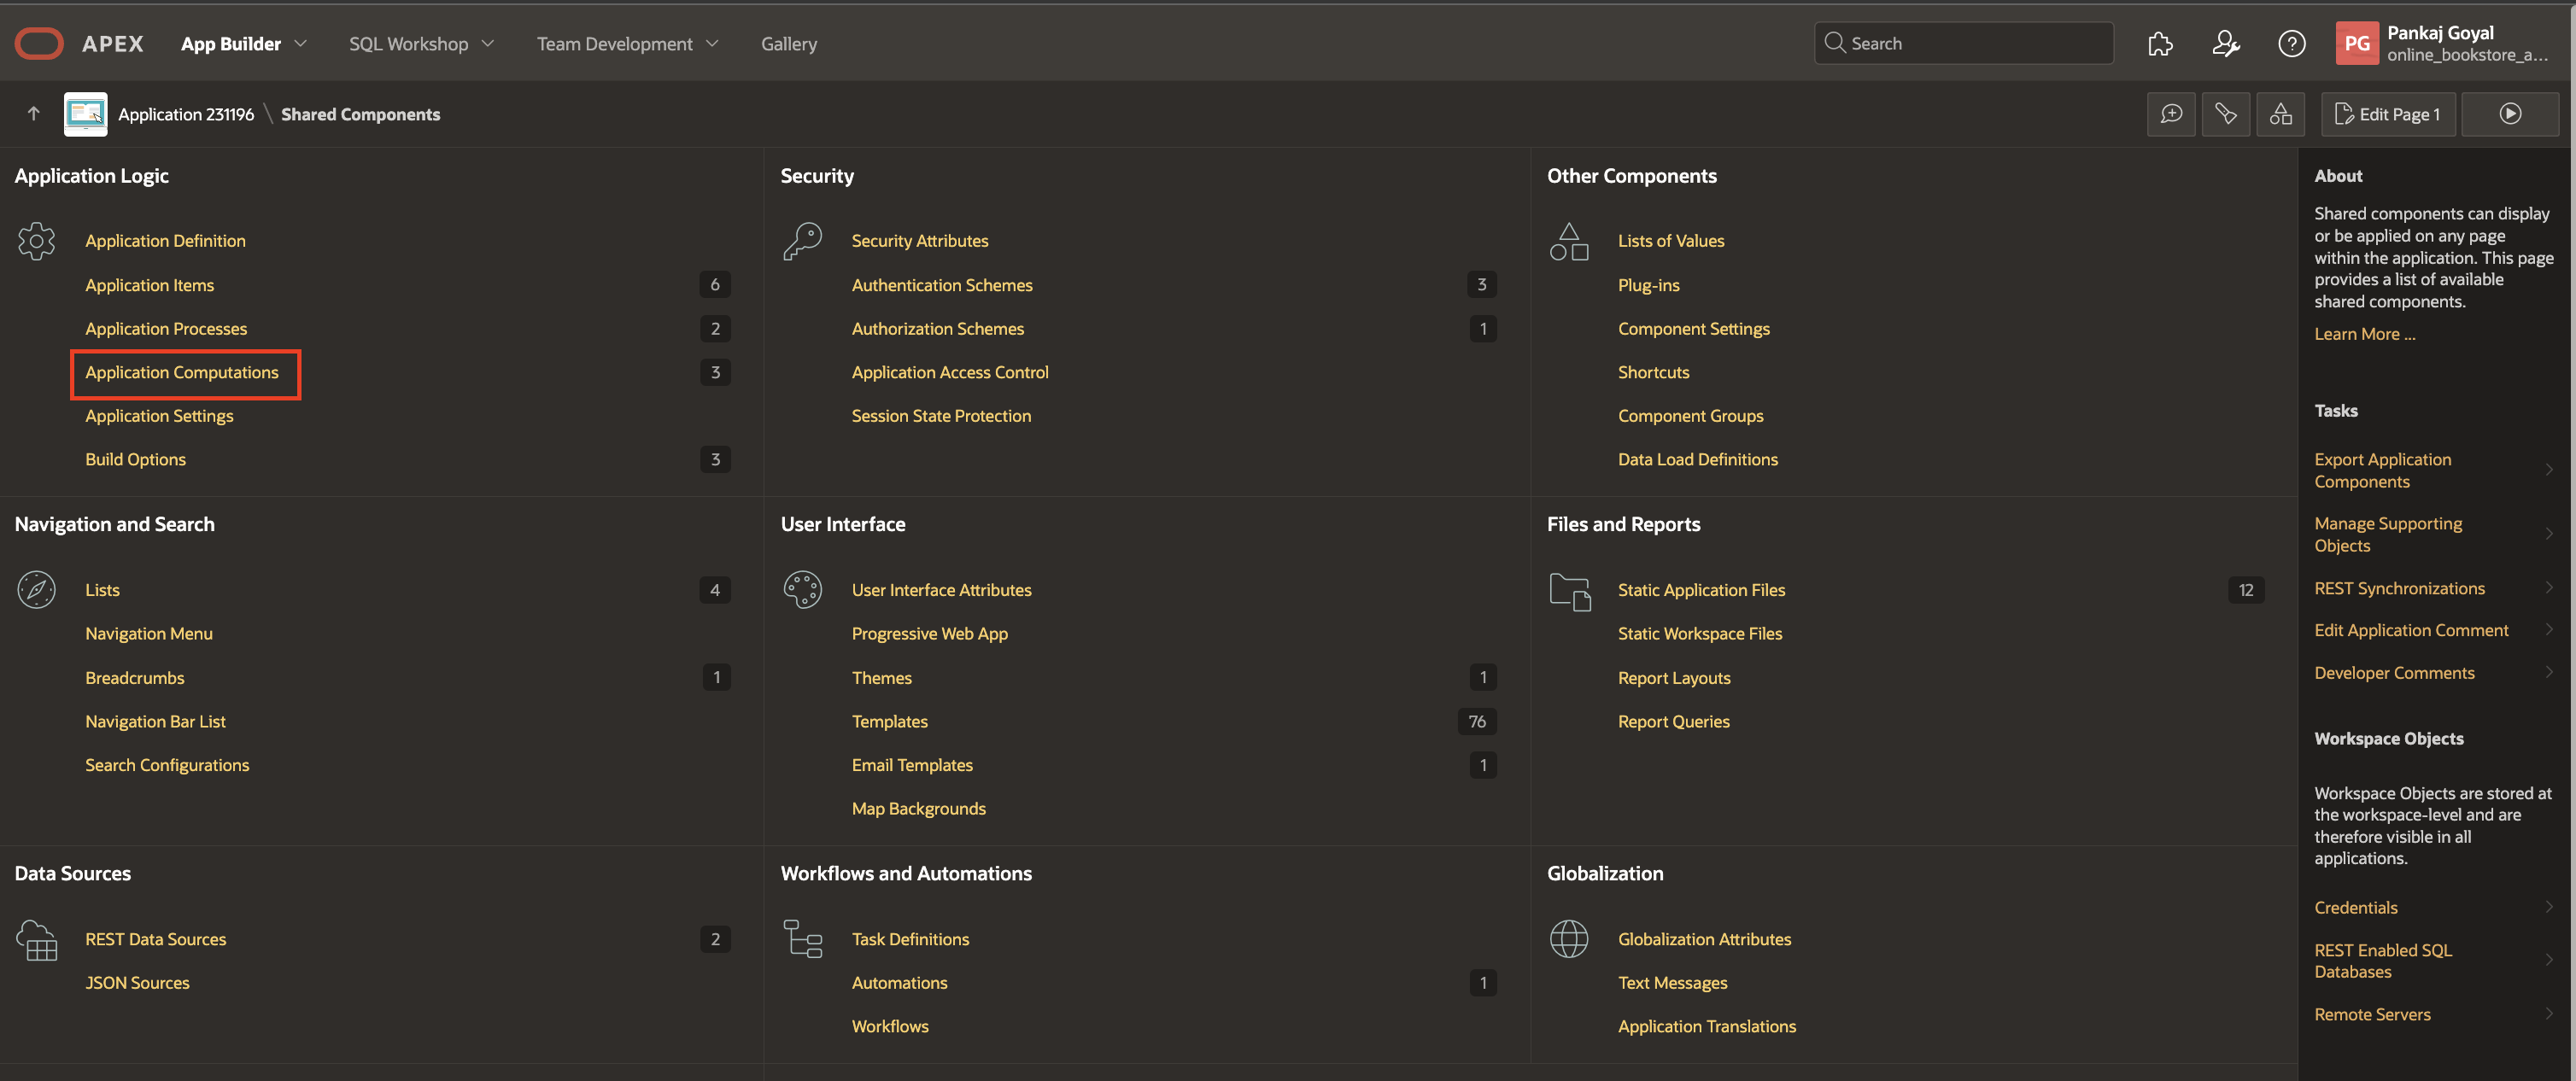 APEX
App Builder
SQL Workshop
Team Development
Gallery
Search
PG
Pankaj Goyal
online_bookstore_a...
Application 231196 \ Shared Components
Edit Page 1
Application Logic
Application Definition
Application Items 6
Application Processes 2
Application Computations 3
Application Settings
Build Options 3
Security
Security Attributes
Authentication Schemes 3
Authorization Schemes 1
Application Access Control
Session State Protection
Other Components
Lists of Values
Plug-ins
Component Settings
Shortcuts
Component Groups
Data Load Definitions
Navigation and Search
Lists 4
Navigation Menu
Breadcrumbs 1
Navigation Bar List
Search Configurations
User Interface
User Interface Attributes
Progressive Web App
Themes 1
Templates 76
Email Templates 1
Map Backgrounds
Files and Reports
Static Application Files 12
Static Workspace Files
Report Layouts
Report Queries
Data Sources
REST Data Sources 2
JSON Sources
Workflows and Automations
Task Definitions
Automations 1
Workflows
Globalization
Globalization Attributes
Text Messages
Application Translations
About
Shared components can display
or be applied on any page
within the application. This page
provides a list of available
shared components.
Learn More ...
Tasks
Export Application
Components
Manage Supporting
Objects
REST Synchronizations
Edit Application Comment
Developer Comments
Workspace Objects
Workspace Objects are stored at
the workspace-level and are
therefore visible in all
applications.
Credentials
REST Enabled SQL
Databases
Remote Servers